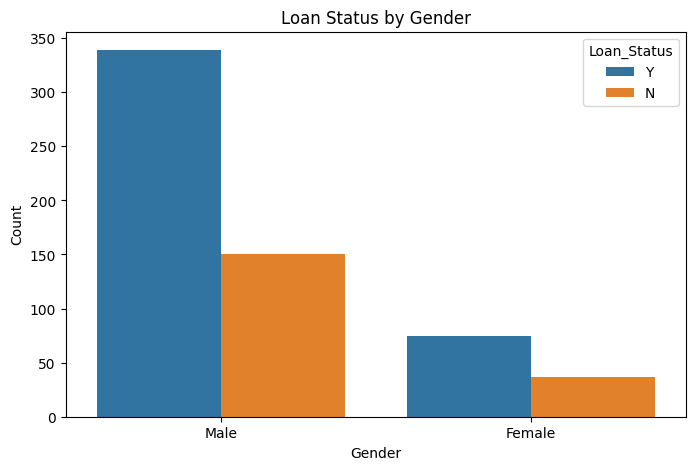 Loan Status by Gender
Loan_Status
Y
N
350
300
250
200
150
100
50
0
Count
Male Female
Gender